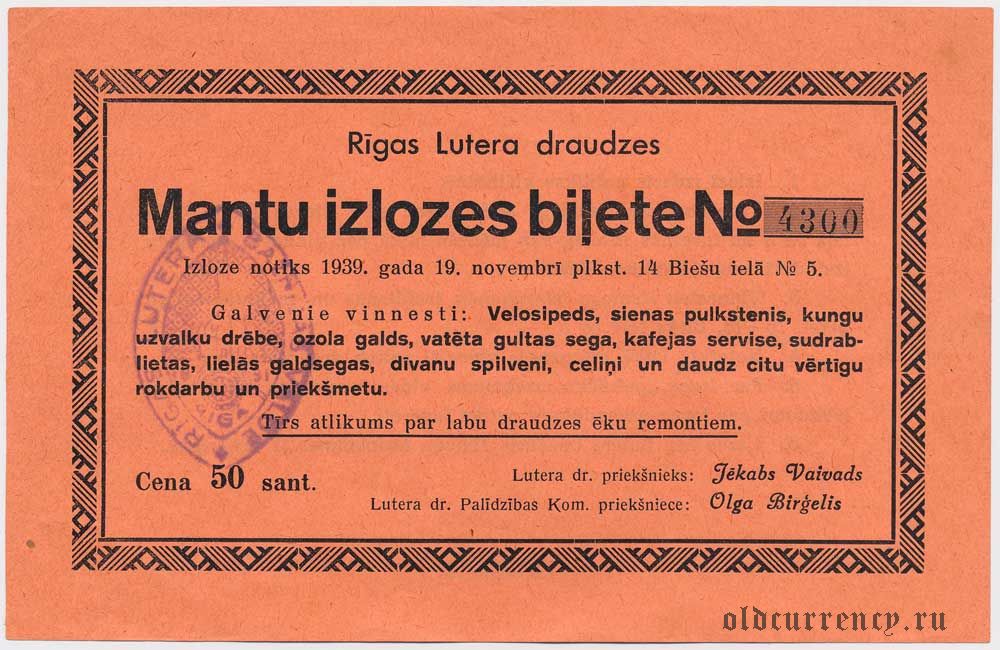 Rīgas Lutera draudzes
Mantu izlozes biļete № 4300
Izloze notiks 1939. gada 19. novembrī plkst. 14 Biešu ielā № 5.
Galvenie vinnesti: Velosipeds, sienas pulkstenis, kungu
uzvalku drēbe, ozola galds, vatēta gultas sega, kafejas servise, sudrab-
lietas, lielās galdsegas, dīvanu spilveni, celiņi un daudz citu vērtīgu
rokdarbu un priekšmetu.
Tīrs atlikums par labu draudzes ēku remontiem.
Cena 50 sant.
Lutera dr. priekšnieks: Jēkabs Vaivads
Lutera dr. Palīdzības Kom. priekšniece: Olga Birģelis
LUTERA
oldcurrency.ru